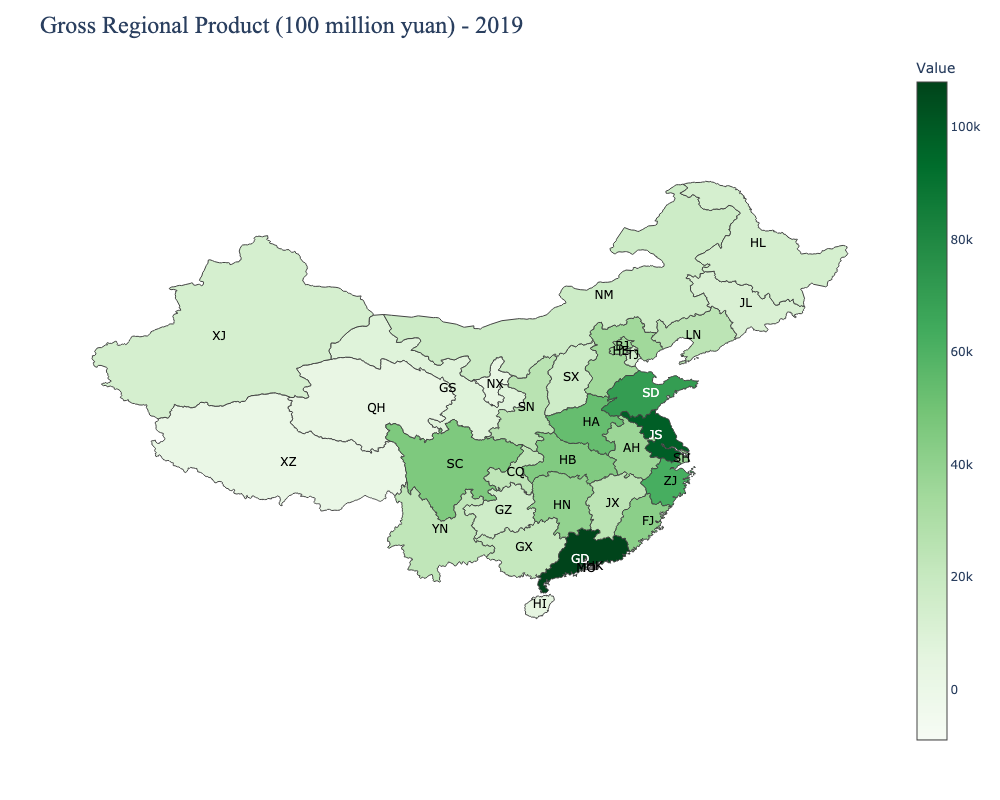 Gross Regional Product (100 million yuan) - 2019
Value
100k
80k
60k
40k
20k
0
HL
NM
JL
XJ
LN
BJ
HE
TJ
SX
NX
GS
SD
QH
SN
HA
JS
AH
SH
XZ
SC
HB
CQ
ZJ
HN
JX
GZ
FJ
YN
GX
GD
HK
MO
HI